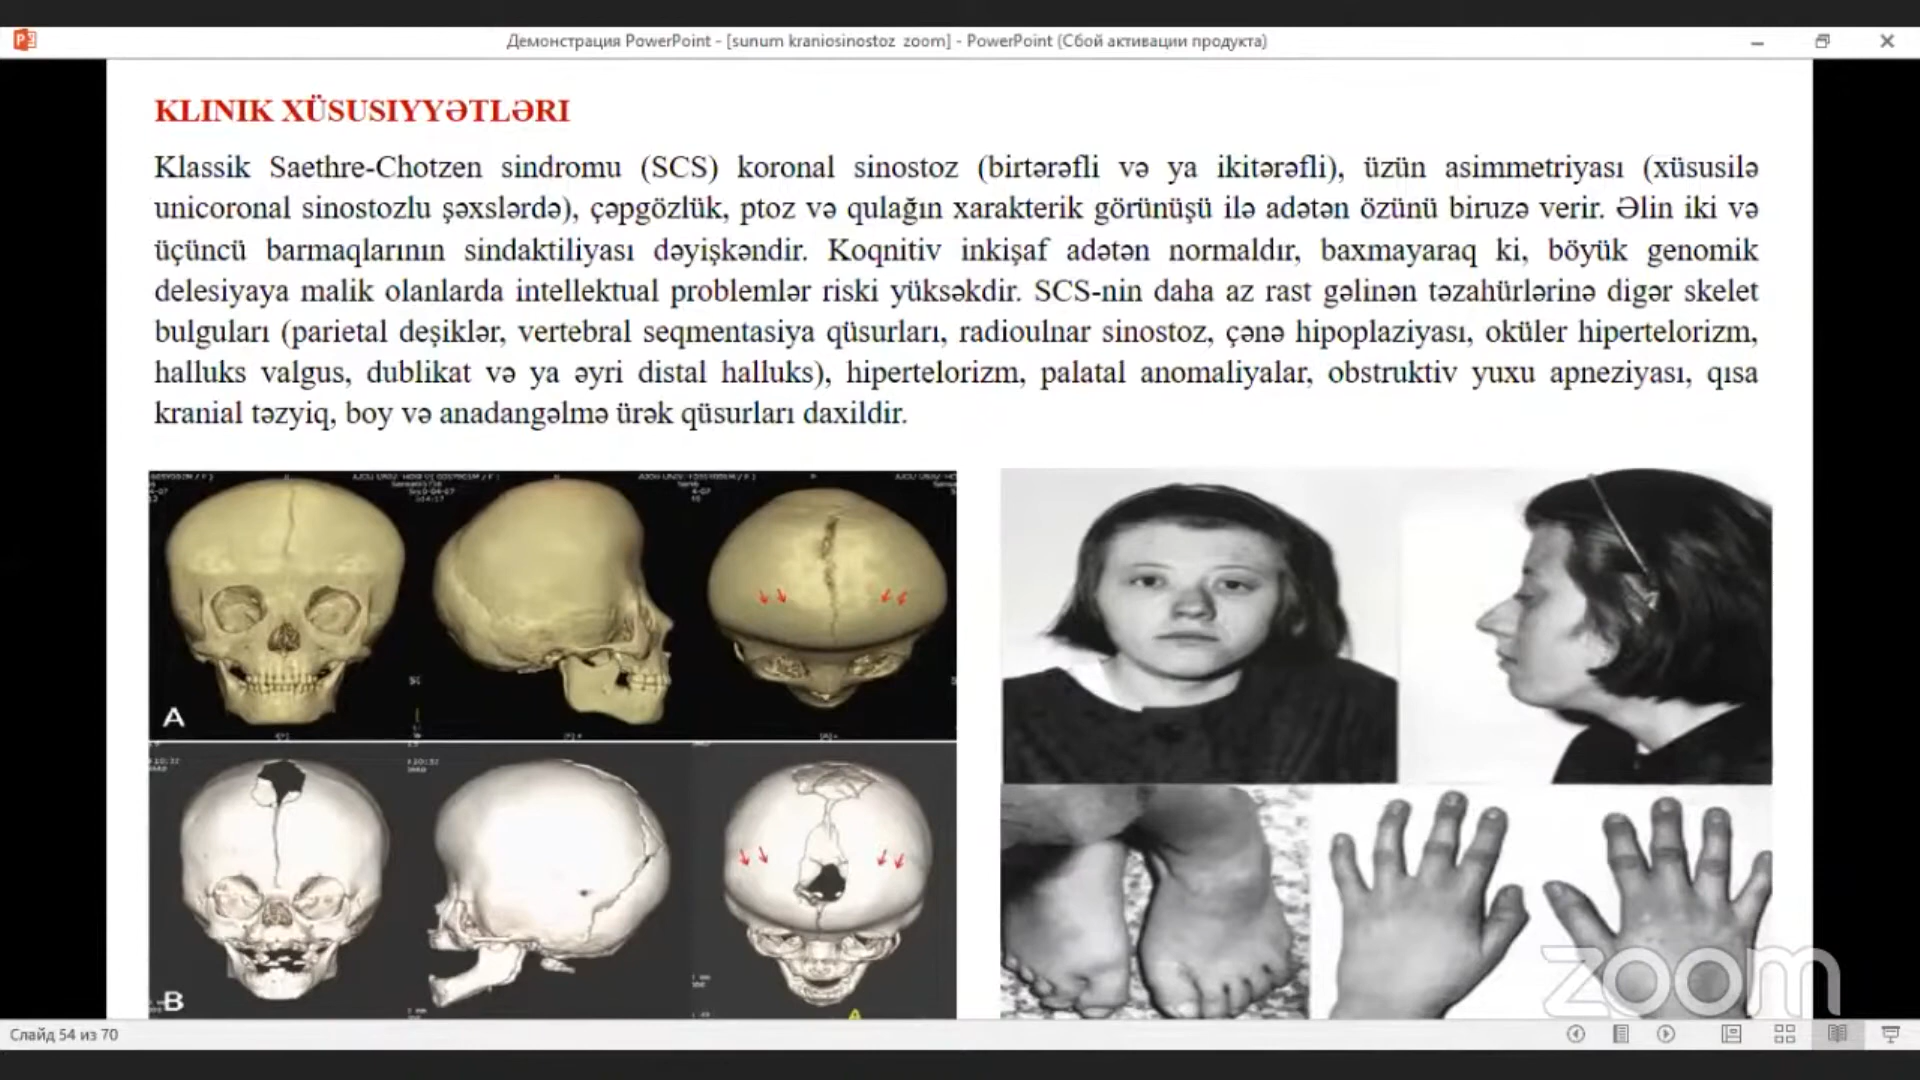 Демонстрация PowerPoint - [sunum kraniosinostoz zoom] - PowerPoint (Сбой активации продукта)
KLINIK XÜSUSIYYƏTLƏRI
Klassik Saethre-Chotzen sindromu (SCS) koronal sinostoz (birtərəfli və ya ikitərəfli), üzün asimmetriyası (xüsusilə
unicoronal sinostozlu şəxslərdə), çəpgözlük, ptoz və qulağın xarakterik görünüşü ilə adətən özünü biruzə verir. Əlin iki və
üçüncü barmaqlarının sindaktiliyası dəyişkəndir. Koqnitiv inkişaf adətən normaldır, baxmayaraq ki, böyük genomik
delesiyaya malik olanlarda intellektual problemlər riski yüksəkdir. SCS-nin daha az rast gəlinən təzahürlərinə digər skelet
bulguları (parietal deşiklər, vertebral seqmentasiya qüsurları, radioulnar sinostoz, çənə hipoplaziyası, oküler hipertelorizm,
halluks valgus, dublikat və ya əyri distal halluks), hipertelorizm, palatal anomaliyalar, obstruktiv yuxu apneziyası, qısa
kranial təzyiq, boy və anadangəlmə ürək qüsurları daxildir.
A
B
zoom
Слайд 54 из 70